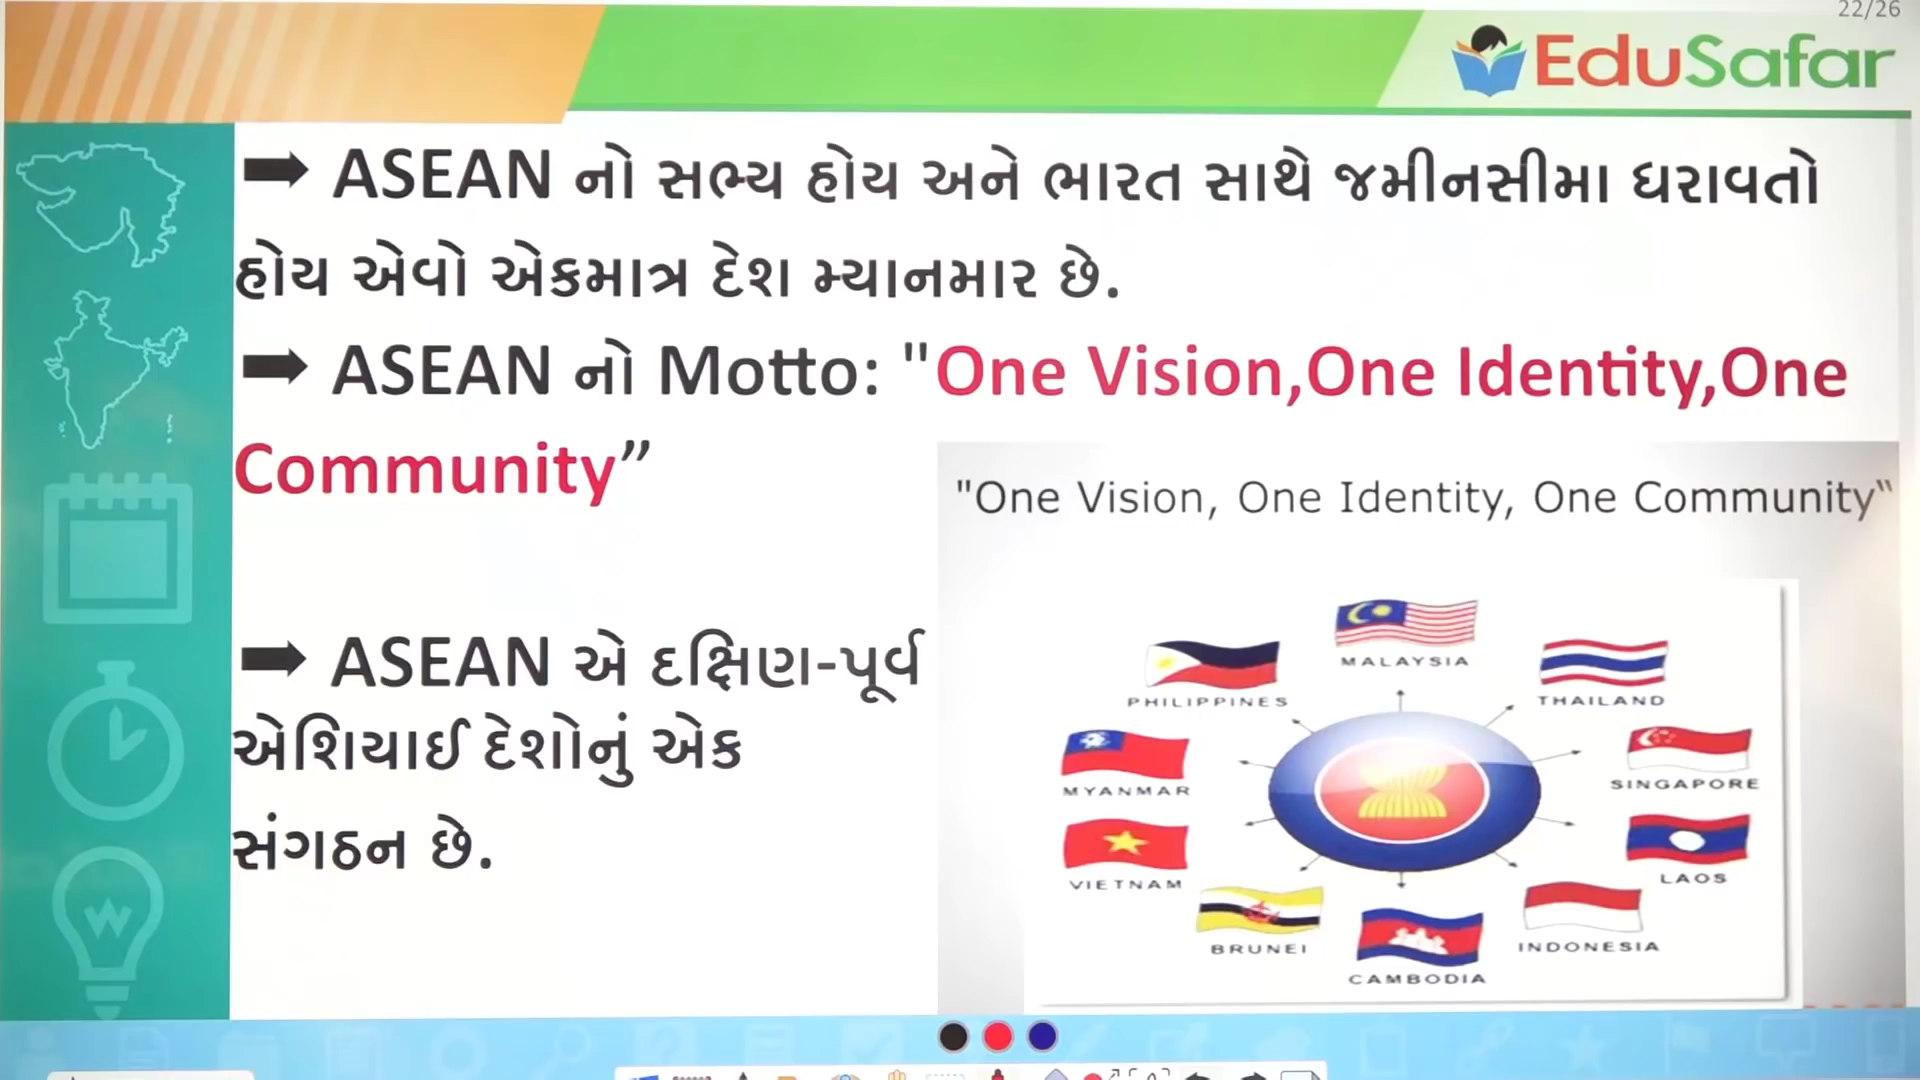 22/26
EduSafar
➡ ASEAN નો સભ્ય હોય અને ભારત સાથે જમીનસીમા ધરાવતો
હોય એવો એકમાત્ર દેશ મ્યાનમાર છે.
➡ ASEAN નો Motto: "One Vision,One Identity,One
Community”
"One Vision, One Identity, One Community“
➡ ASEAN એ દક્ષિણ-પૂર્વ
એશિયાઈ દેશોનું એક
સંગઠન છે.
MALAYSIA
PHILIPPINES
THAILAND
MYANMAR
SINGAPORE
VIETNAM
LAOS
BRUNEI
INDONESIA
CAMBODIA